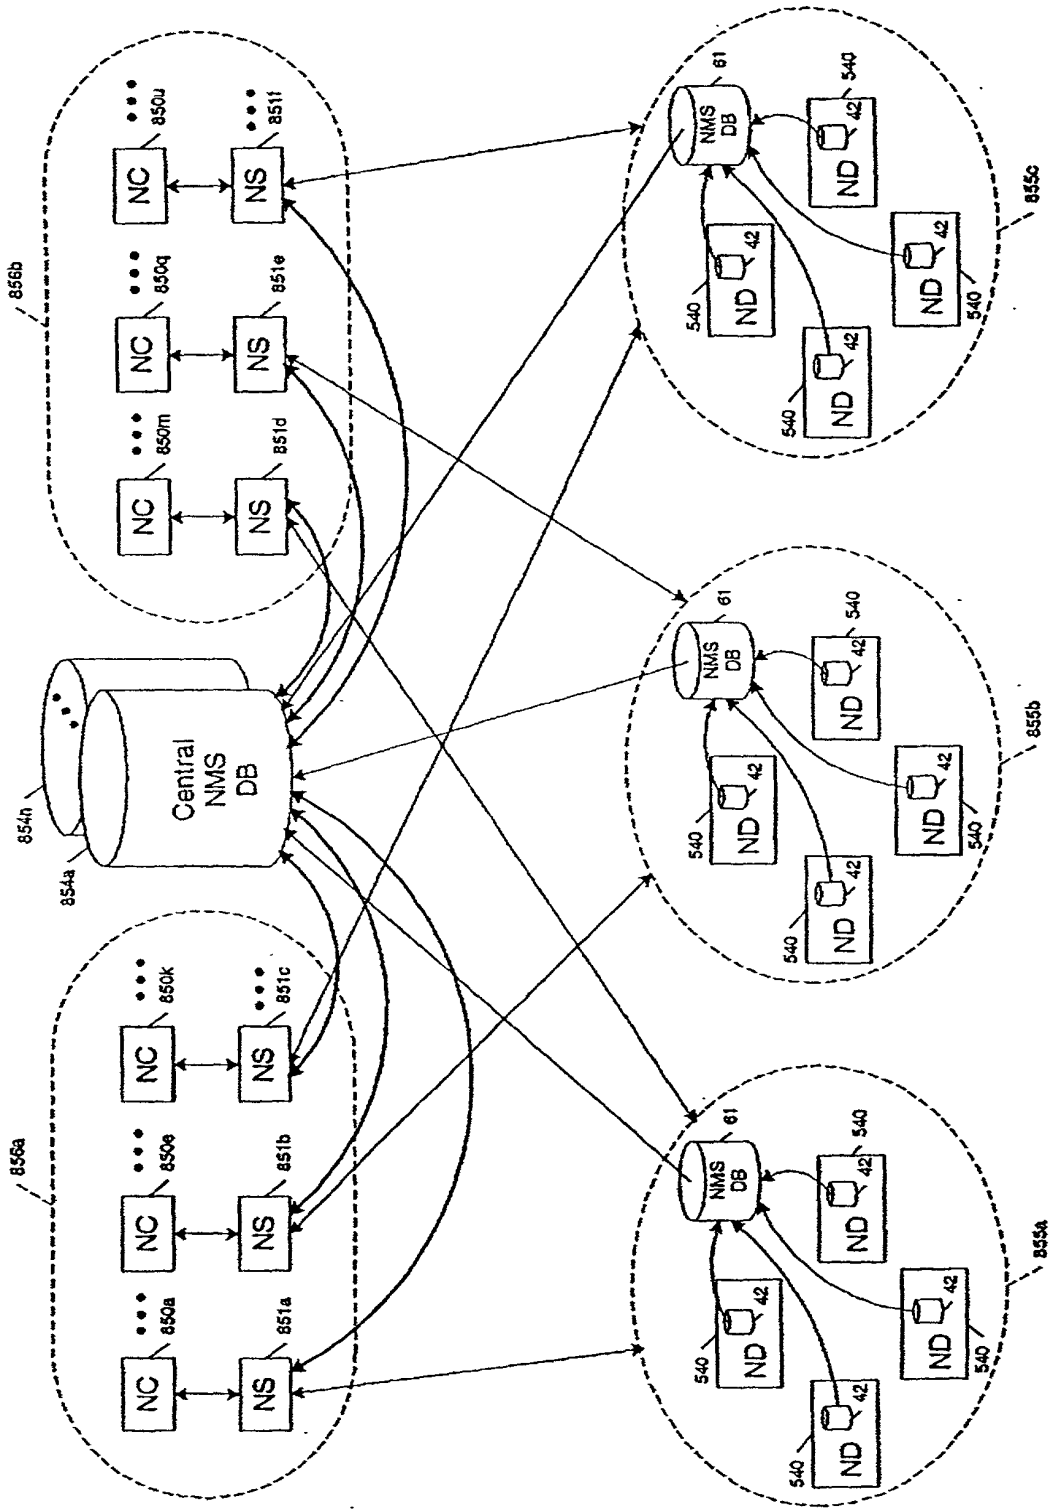 856a
850a
NC
850e
NC
850k
NC
851a
NS
851b
NS
851c
NS
854a
854n
Central
NMS
DB
856b
850m
NC
850q
NC
850u
NC
851d
NS
851e
NS
851f
NS
61
NMS
DB
540
ND
42
540
ND
42
540
ND
42
540
ND
42
855a
61
NMS
DB
540
ND
42
540
ND
42
540
ND
42
540
ND
42
855b
61
NMS
DB
540
ND
42
540
ND
42
540
ND
42
540
ND
42
855c